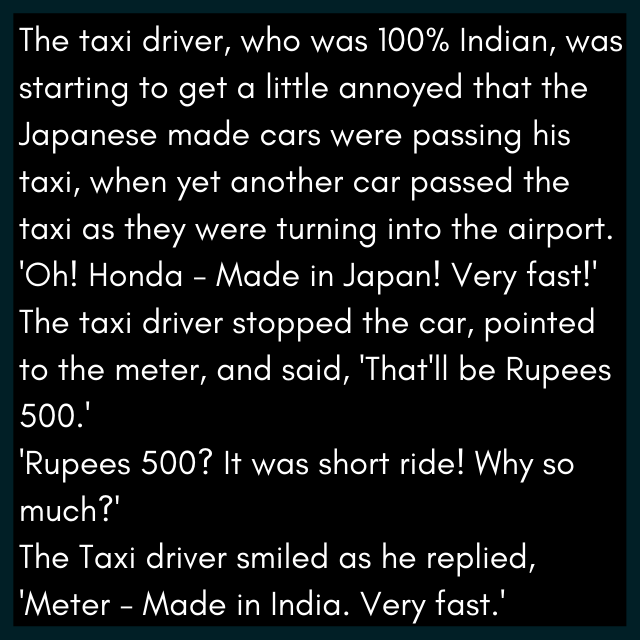 The taxi driver, who was 100% Indian, was
starting to get a little annoyed that the
Japanese made cars were passing his
taxi, when yet another car passed the
taxi as they were turning into the airport.
'Oh! Honda – Made in Japan! Very fast!'
The taxi driver stopped the car, pointed
to the meter, and said, 'That'll be Rupees
500.'
'Rupees 500? It was short ride! Why so
much?'
The Taxi driver smiled as he replied,
'Meter – Made in India. Very fast.'